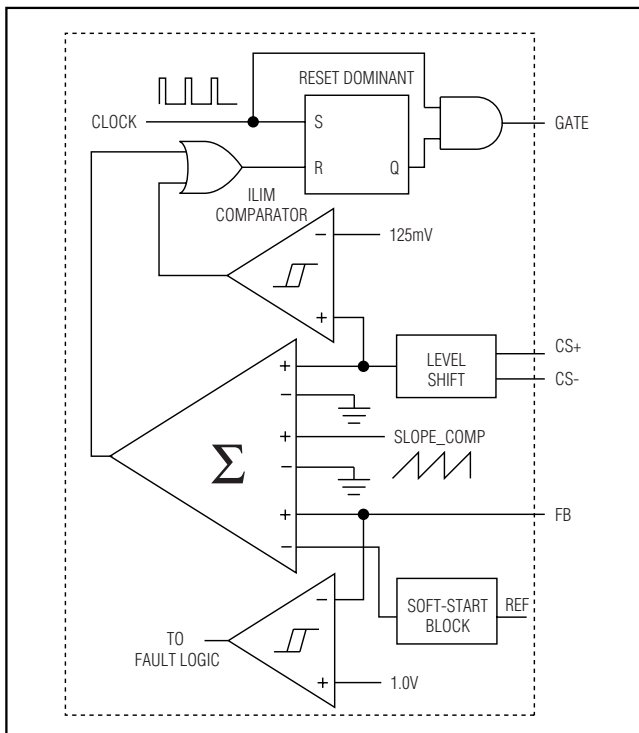 RESET DOMINANT
CLOCK
S
GATE
R
Q
ILIM
COMPARATOR
−
125mV
+
+
LEVEL
SHIFT
CS+
CS-
−
+
SLOPE_COMP
Σ
−
+
FB
−
SOFT-START
BLOCK
REF
−
TO
FAULT LOGIC
+
1.0V